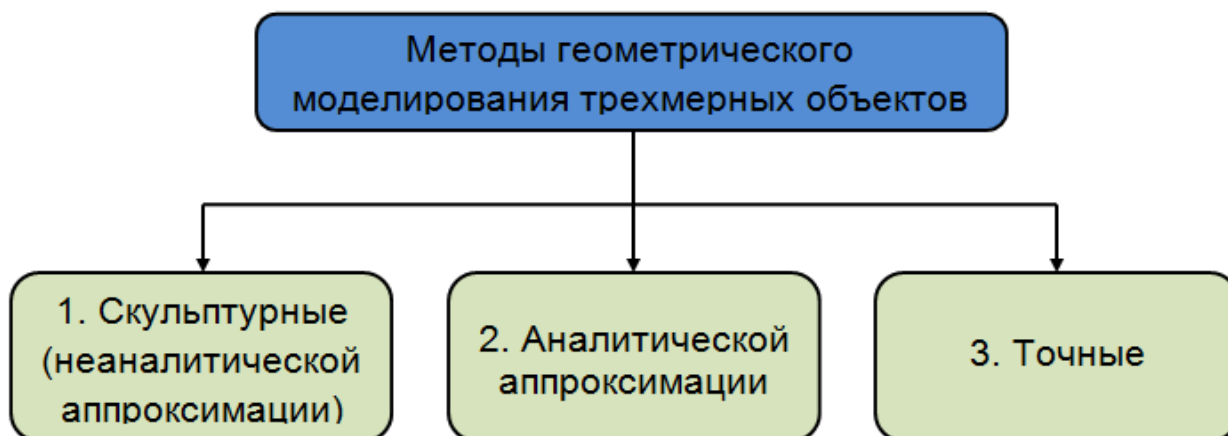 Методы геометрического
моделирования трехмерных объектов
1. Скульптурные
(неаналитической
аппроксимации)
2. Аналитической
аппроксимации
3. Точные